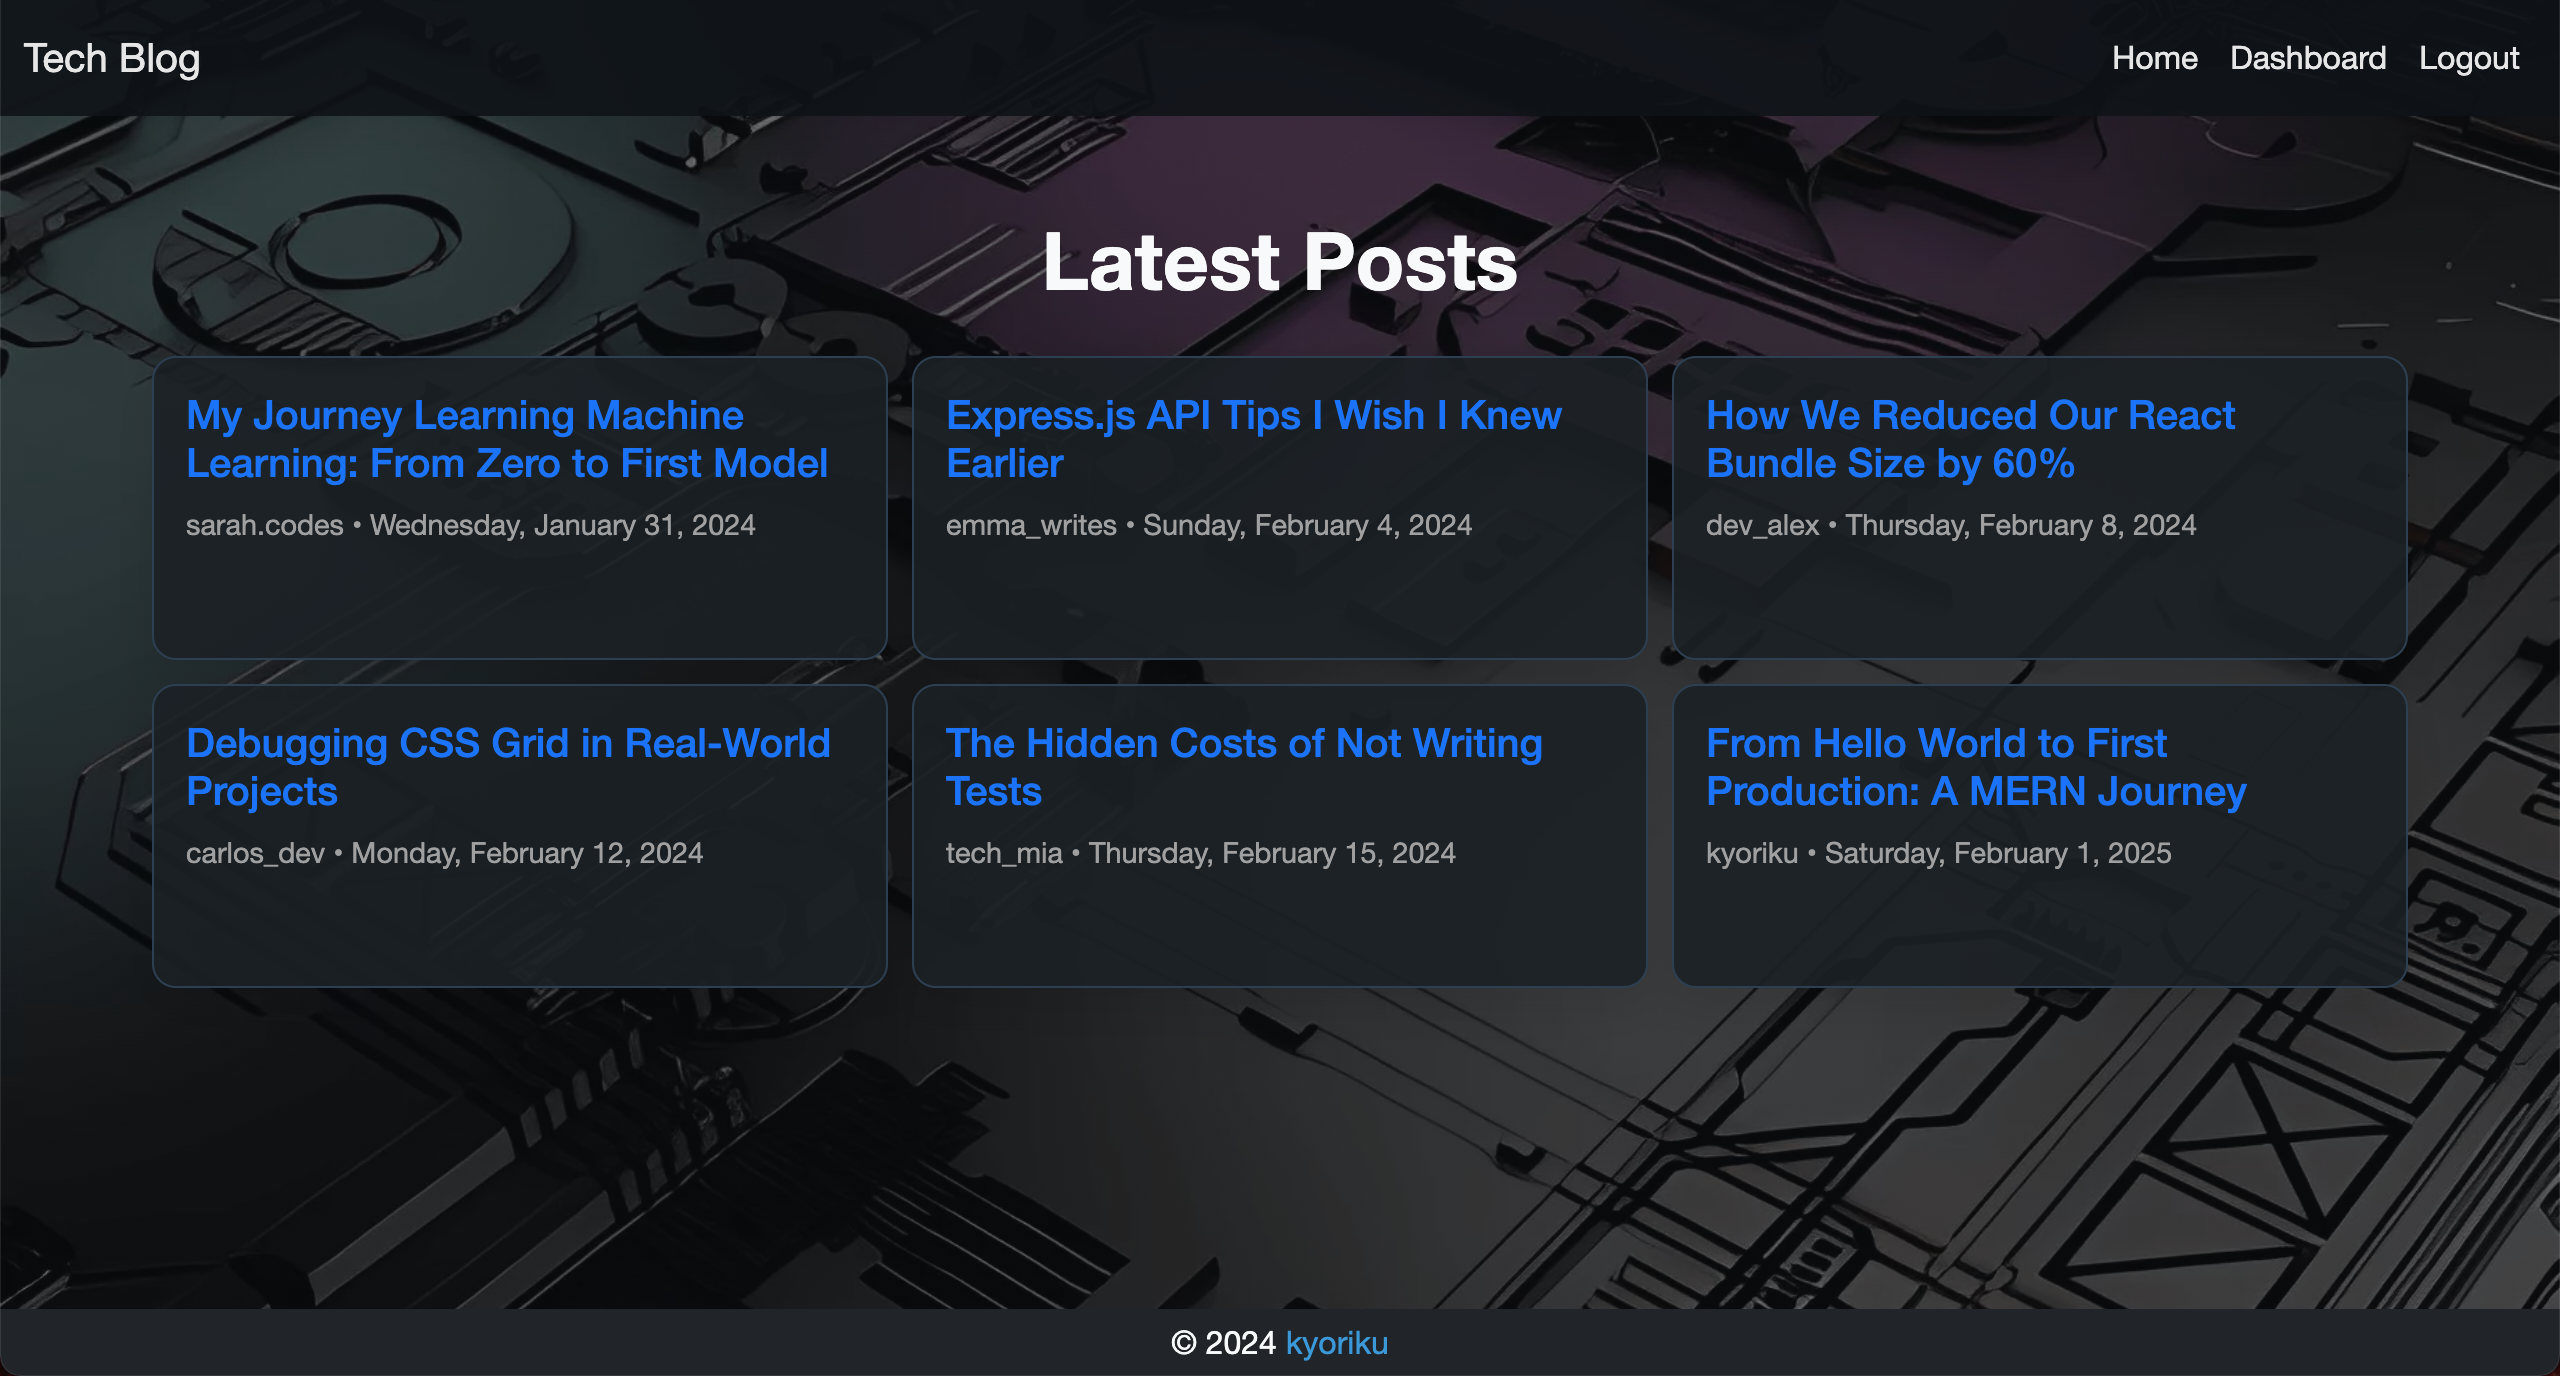 Tech Blog
Home Dashboard Logout
Latest Posts
My Journey Learning Machine
Learning: From Zero to First Model
sarah.codes • Wednesday, January 31, 2024
Express.js API Tips I Wish I Knew
Earlier
emma_writes • Sunday, February 4, 2024
How We Reduced Our React
Bundle Size by 60%
dev_alex • Thursday, February 8, 2024
Debugging CSS Grid in Real-World
Projects
carlos_dev • Monday, February 12, 2024
The Hidden Costs of Not Writing
Tests
tech_mia • Thursday, February 15, 2024
From Hello World to First
Production: A MERN Journey
kyoriku • Saturday, February 1, 2025
© 2024 kyoriku